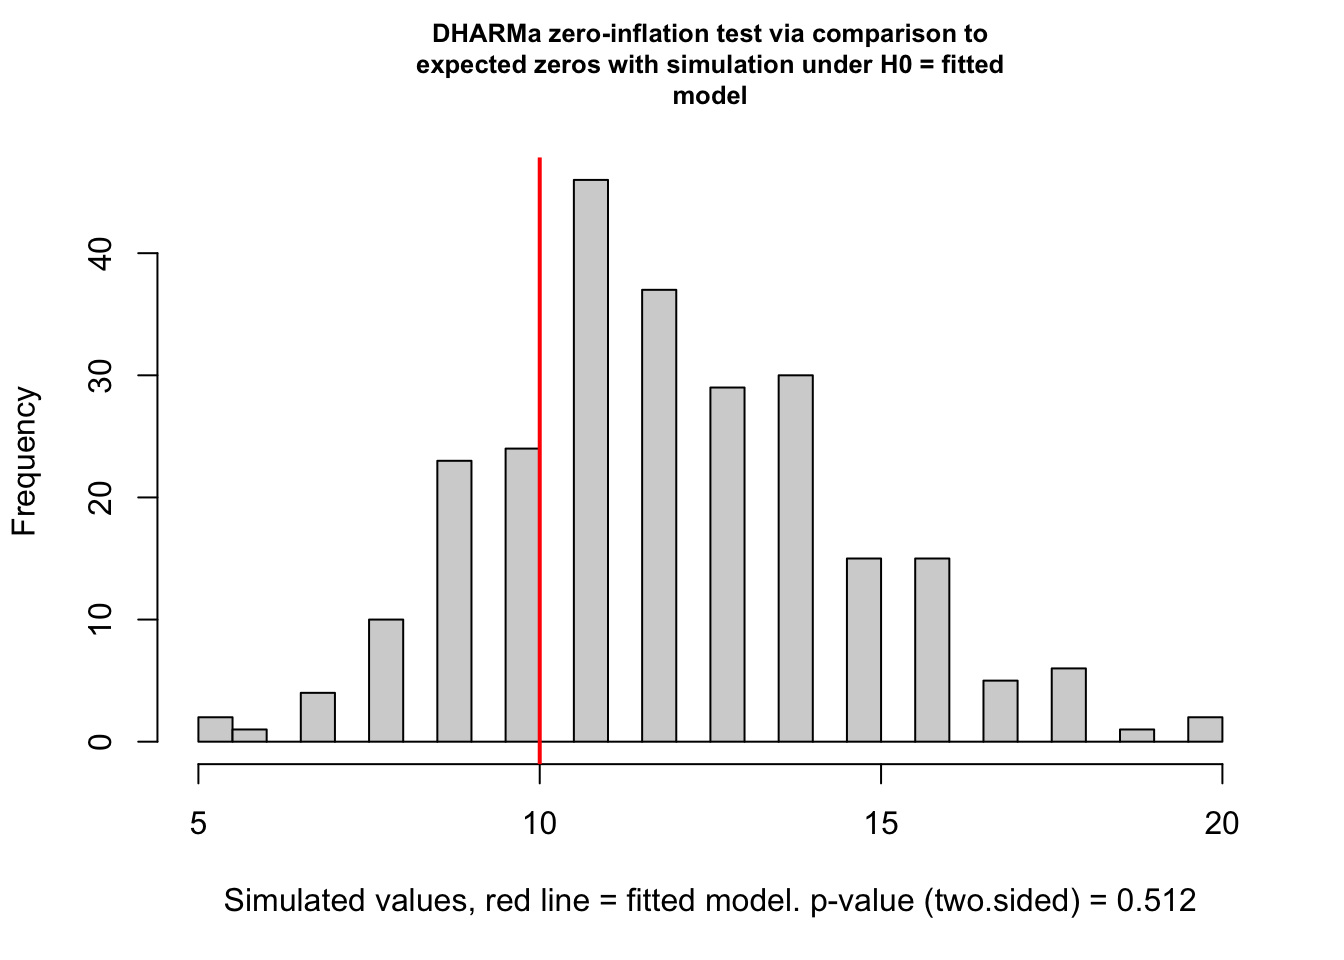 DHARMa zero-inflation test via comparison to
expected zeros with simulation under H0 = fitted
model
Frequency
40
30
20
10
0
5 10 15 20
Simulated values, red line = fitted model. p-value (two.sided) = 0.512